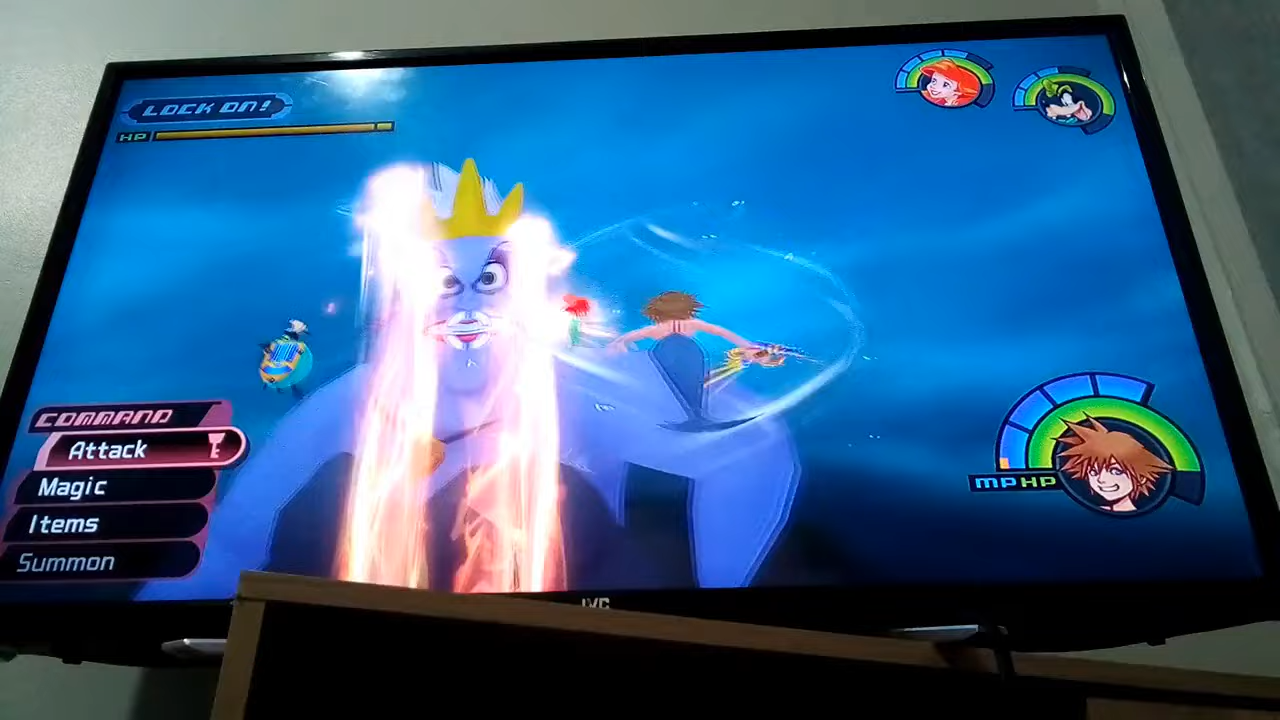 LOCK ON!
HP
COMMAND
Attack
Magic
Items
Summon
MP HP
JVC